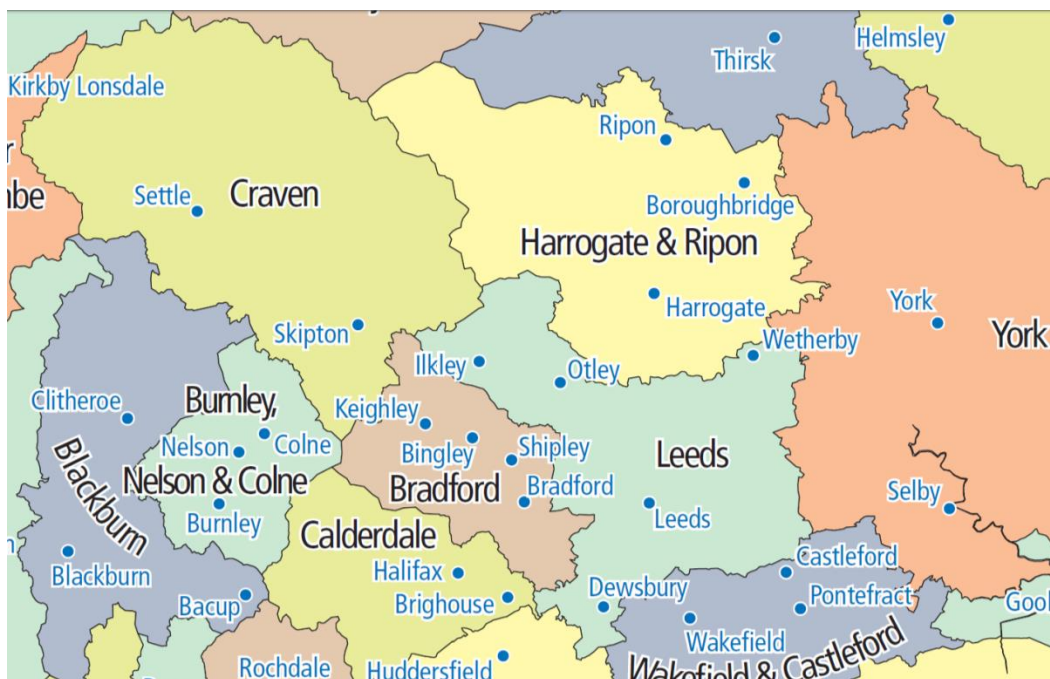 Thirsk
Helmsley
Kirkby Lonsdale
Ripon
Settle
Craven
Boroughbridge
Harrogate & Ripon
Harrogate
York
York
Skipton
Wetherby
Ilkley
Otley
Clitheroe
Burnley,
Keighley
Nelson
Colne
Bingley
Shipley
Leeds
Nelson & Colne
Bradford
Bradford
Blackburn
Selby
Burnley
Leeds
Calderdale
Castleford
Blackburn
Halifax
Dewsbury
Pontefract
Bacup
Brighouse
Wakefield
Rochdale
Huddersfield
Wakefield & Castleford